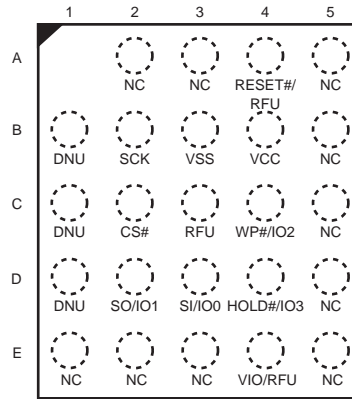 1 2 3 4 5
A
NC NC RESET#/ NC
RFU
B
DNU SCK VSS VCC NC
C
DNU CS# RFU WP#/IO2 NC
D
DNU SO/IO1 SI/IO0 HOLD#/IO3 NC
E
NC NC NC VIO/RFU NC